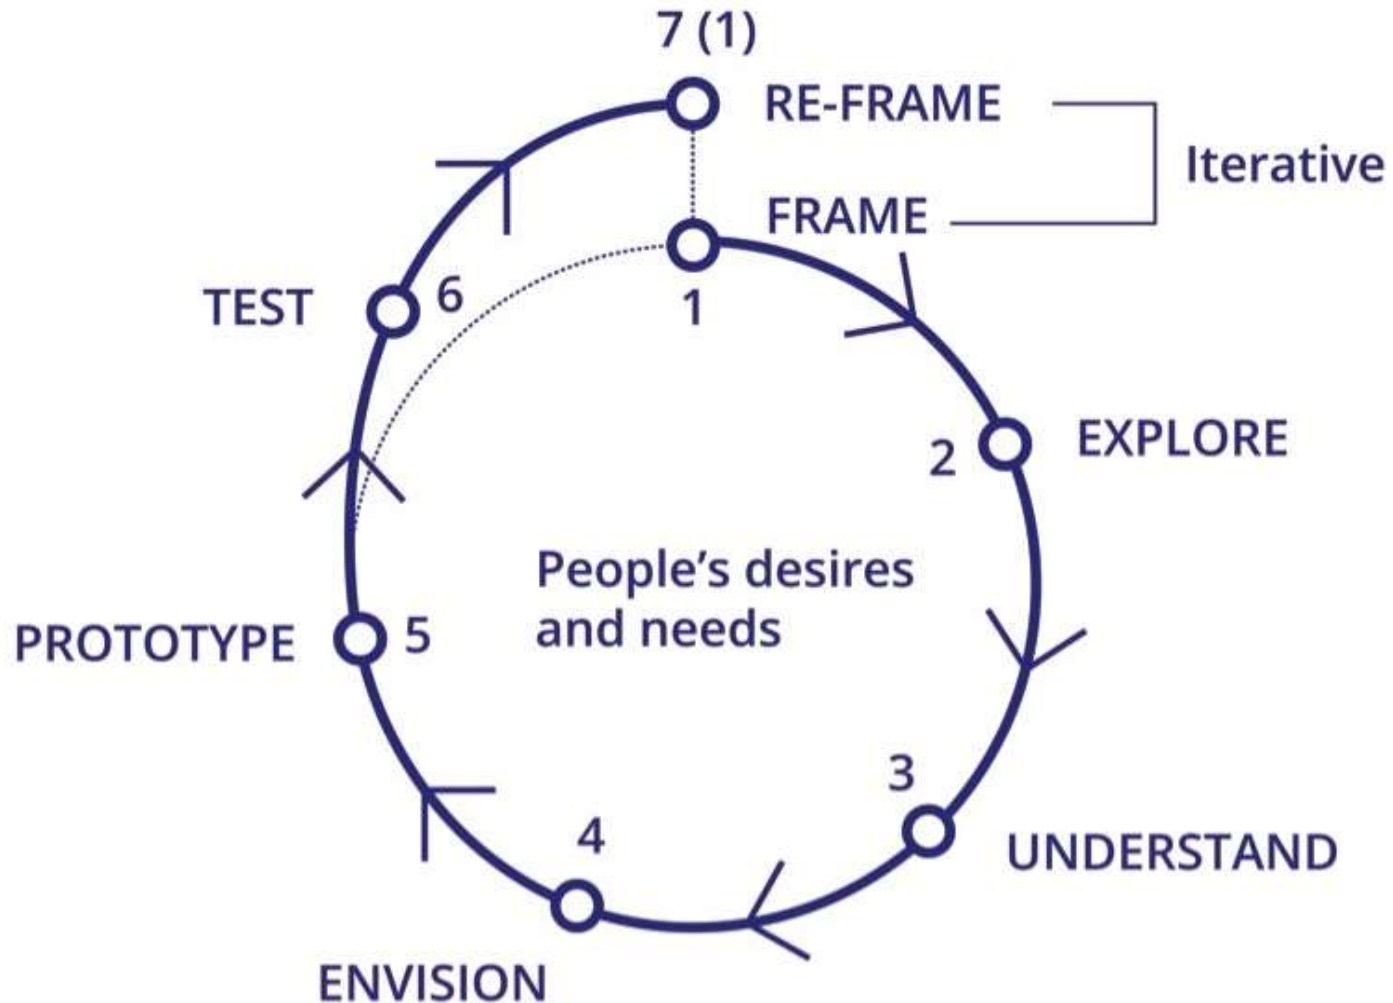 7 (1)
RE-FRAME
Iterative
FRAME
1
TEST
6
2
EXPLORE
People’s desires
and needs
PROTOTYPE
5
3
UNDERSTAND
4
ENVISION